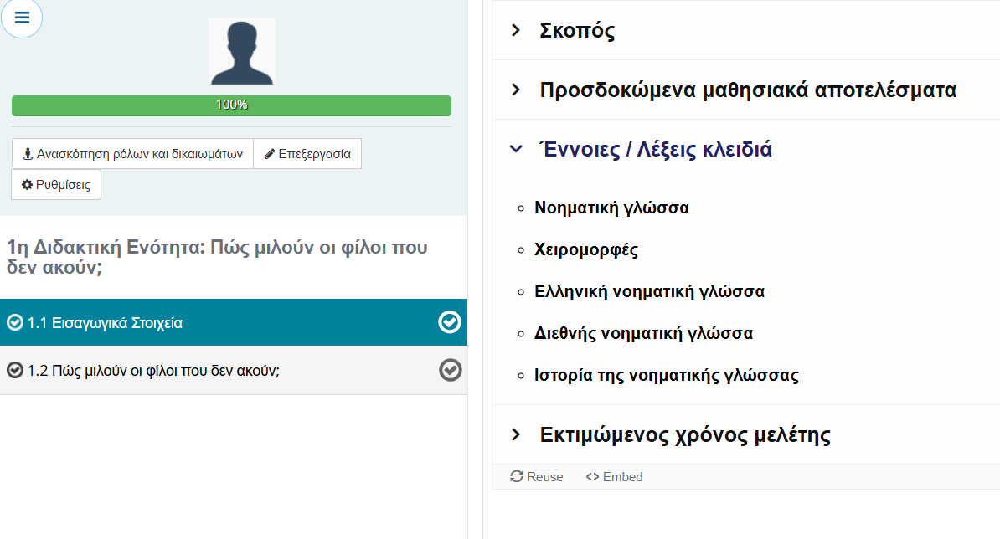 100%
Ανασκόπηση ρόλων και δικαιωμάτων
Επεξεργασία
Ρυθμίσεις
1η Διδακτική Ενότητα: Πώς μιλούν οι φίλοι που
δεν ακούν;
1.1 Εισαγωγικά Στοιχεία
1.2 Πώς μιλούν οι φίλοι που δεν ακούν;
Σκοπός
Προσδοκώμενα μαθησιακά αποτελέσματα
Έννοιες / Λέξεις κλειδιά
Νοηματική γλώσσα
Χειρομορφές
Ελληνική νοηματική γλώσσα
Διεθνής νοηματική γλώσσα
Ιστορία της νοηματικής γλώσσας
Εκτιμώμενος χρόνος μελέτης
Reuse
Embed